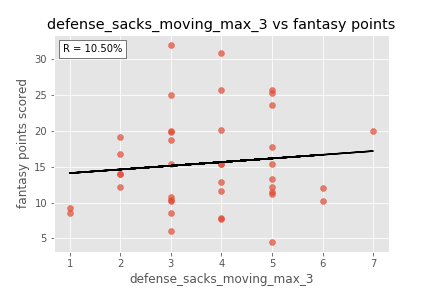 defense_sacks_moving_max_3 vs fantasy points
R = 10.50%
30
25
20
15
10
5
fantasy points scored
1 2 3 4 5 6 7
defense_sacks_moving_max_3